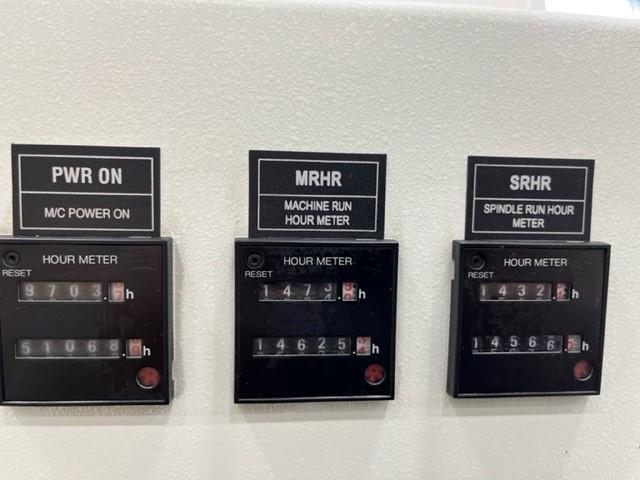 PWR ON
M/C POWER ON
HOUR METER
RESET
9703. h
51068. h
MRHR
MACHINE RUN
HOUR METER
HOUR METER
RESET
147 . h
14625. h
SRHR
SPINDLE RUN HOUR
METER
HOUR METER
RESET
1432. h
14566. h